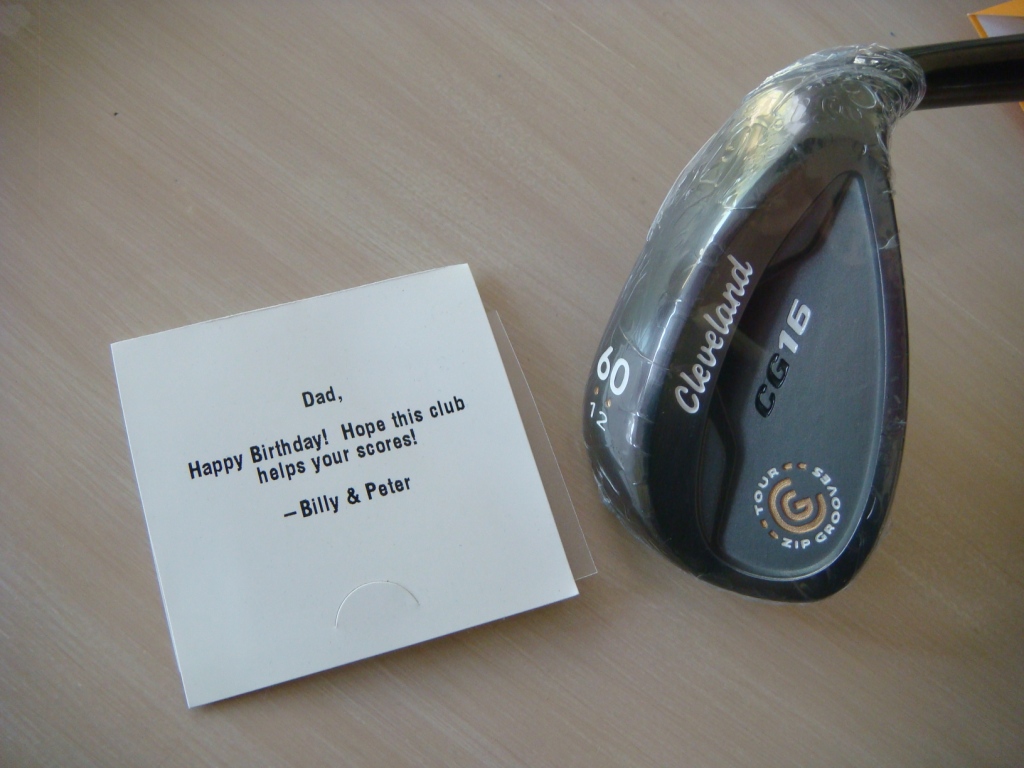 Dad,
Happy Birthday! Hope this club
helps your scores!
—Billy & Peter
60
Cleveland
CG16
TOUR
ZIP GROOVES